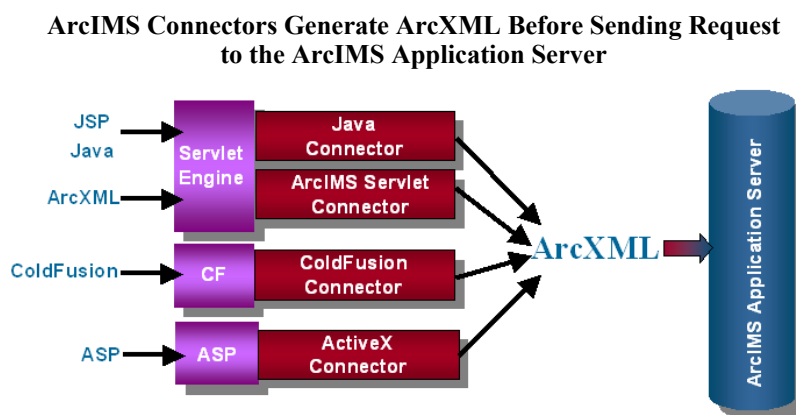 ArcIMS Connectors Generate ArcXML Before Sending Request
to the ArcIMS Application Server
JSP
Java
ArcXML
Servlet
Engine
Java
Connector
ArcIMS Servlet
Connector
ColdFusion
CF
ColdFusion
Connector
ASP
ASP
ActiveX
Connector
ArcXML
ArcIMS Application Server